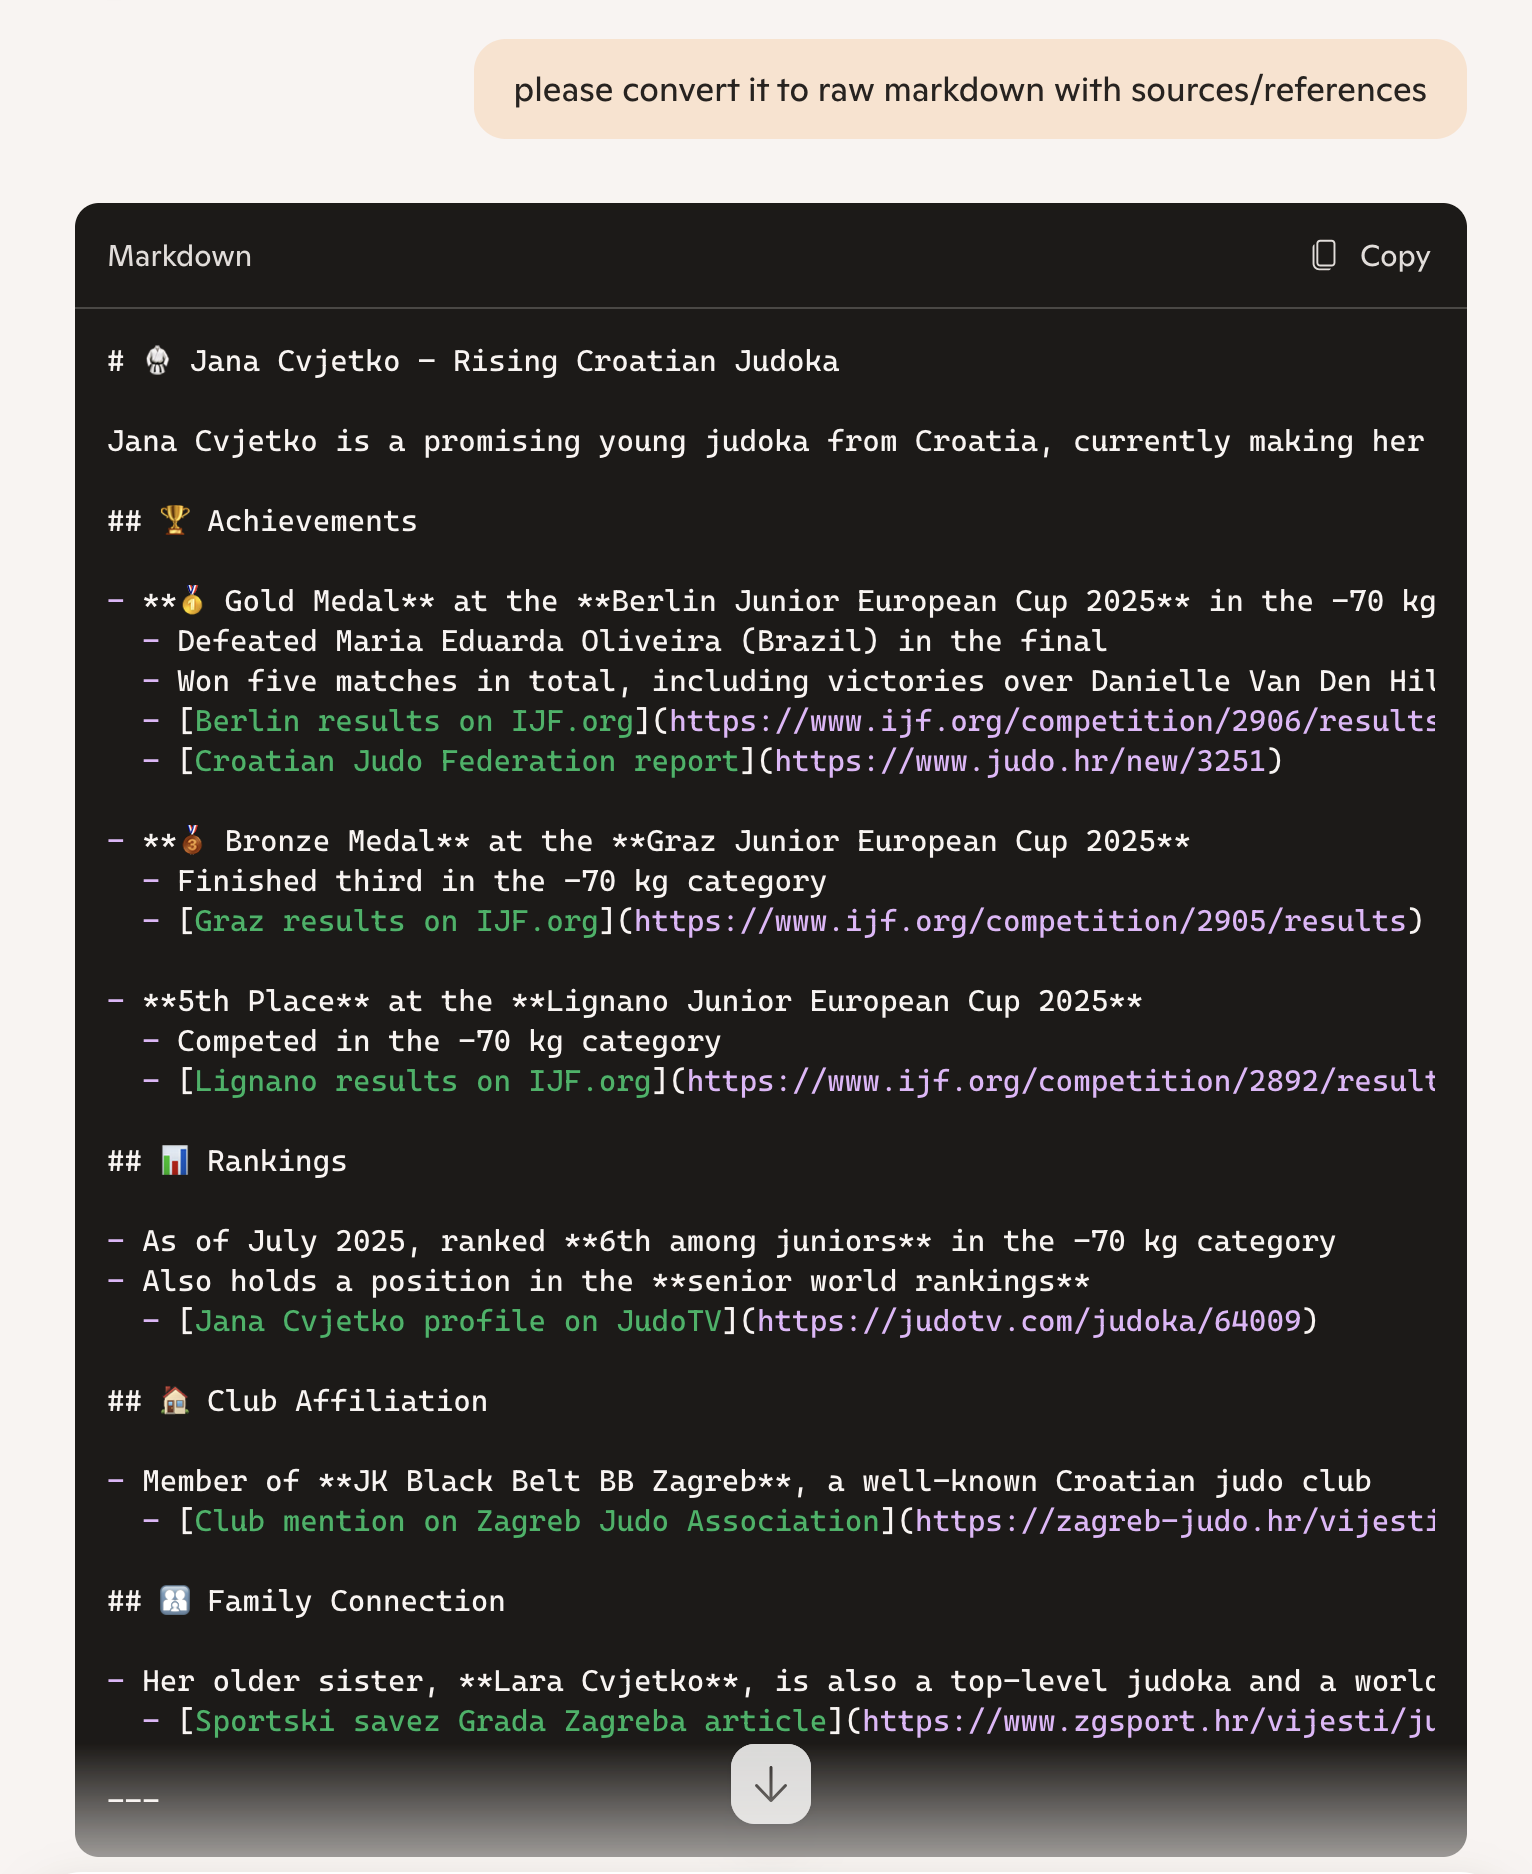 please convert it to raw markdown with sources/references
Markdown
Copy
# 🥋 Jana Cvjetko – Rising Croatian Judoka
Jana Cvjetko is a promising young judoka from Croatia, currently making her
## 🏆 Achievements
- **🥇 Gold Medal** at the **Berlin Junior European Cup 2025** in the -70 kg
  - Defeated Maria Eduarda Oliveira (Brazil) in the final
  - Won five matches in total, including victories over Danielle Van Den Hil
  - [Berlin results on IJF.org](https://www.ijf.org/competition/2906/results
  - [Croatian Judo Federation report](https://www.judo.hr/new/3251)
- **🥉 Bronze Medal** at the **Graz Junior European Cup 2025**
  - Finished third in the -70 kg category
  - [Graz results on IJF.org](https://www.ijf.org/competition/2905/results)
- **5th Place** at the **Lignano Junior European Cup 2025**
  - Competed in the -70 kg category
  - [Lignano results on IJF.org](https://www.ijf.org/competition/2892/result
## 📊 Rankings
- As of July 2025, ranked **6th among juniors** in the -70 kg category
- Also holds a position in the **senior world rankings**
  - [Jana Cvjetko profile on JudoTV](https://judotv.com/judoka/64009)
## 🏠 Club Affiliation
- Member of **JK Black Belt BB Zagreb**, a well-known Croatian judo club
  - [Club mention on Zagreb Judo Association](https://zagreb-judo.hr/vijesti
## 👨‍👩‍👧 Family Connection
- Her older sister, **Lara Cvjetko**, is also a top-level judoka and a world
  - [Sportski savez Grada Zagreba article](https://www.zgsport.hr/vijesti/ju
---